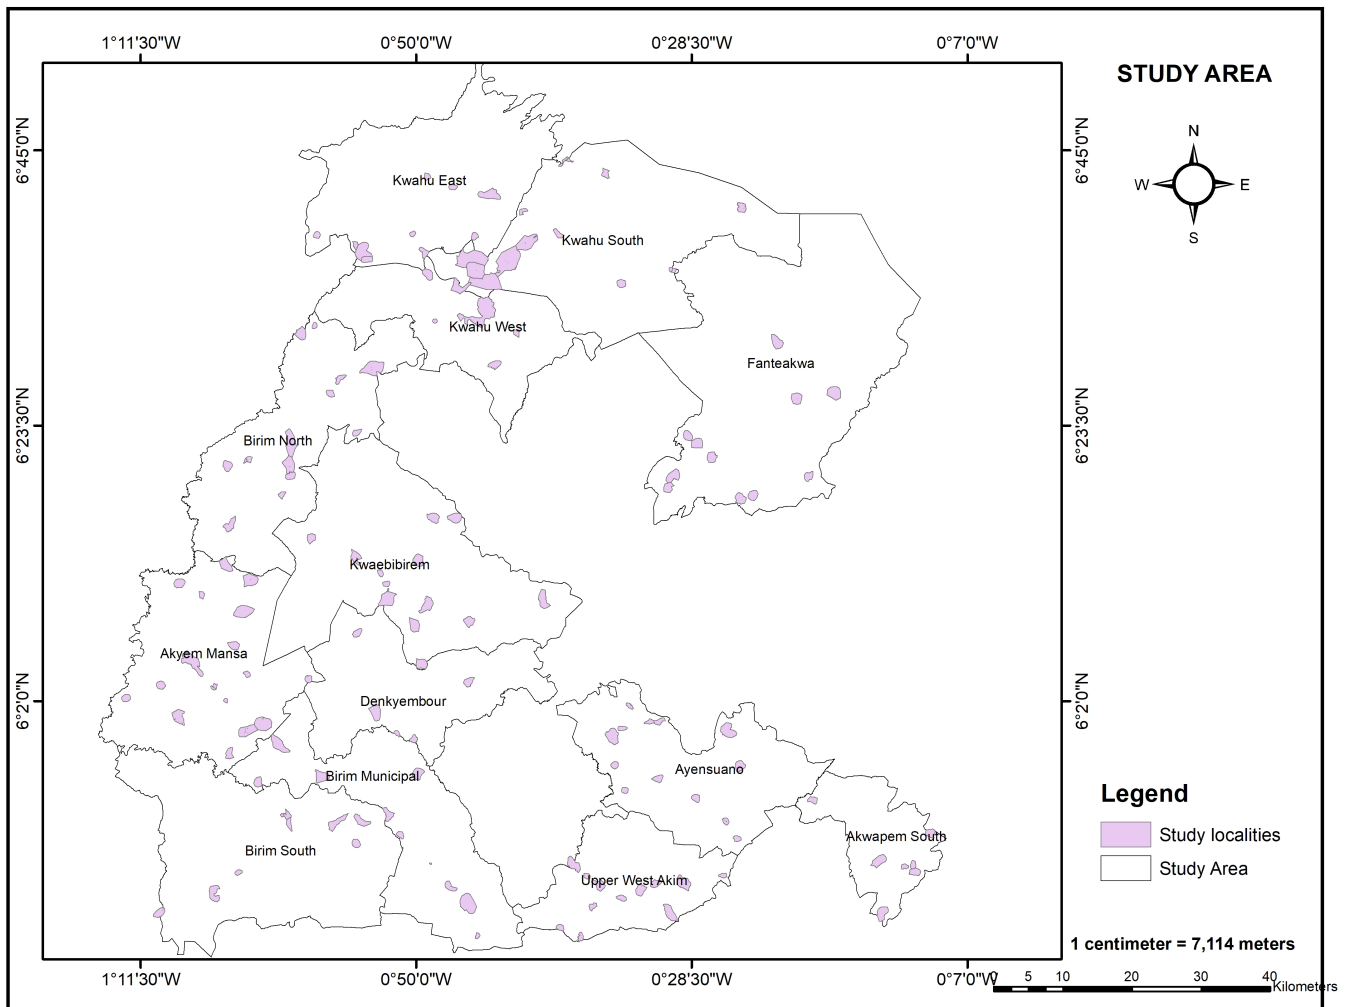 1°11'30"W 0°50'0"W 0°28'30"W 0°7'0"W
STUDY AREA
6°45'0"N
6°45'0"N
N
W E
S
Kwahu East
Kwahu South
Kwahu West
Fanteakwa
6°23'30"N
6°23'30"N
Birim North
Kwaebibirem
Akyem Mansa
6°2'0"N
6°2'0"N
Denkyembour
Birim Municipal
Ayensuano
Legend
Study localities
Study Area
Akwapem South
Birim South
Upper West Akim
1 centimeter = 7,114 meters
1°11'30"W 0°50'0"W 0°28'30"W 0°7'0"W
0 5 10 20 30 40
Kilometers